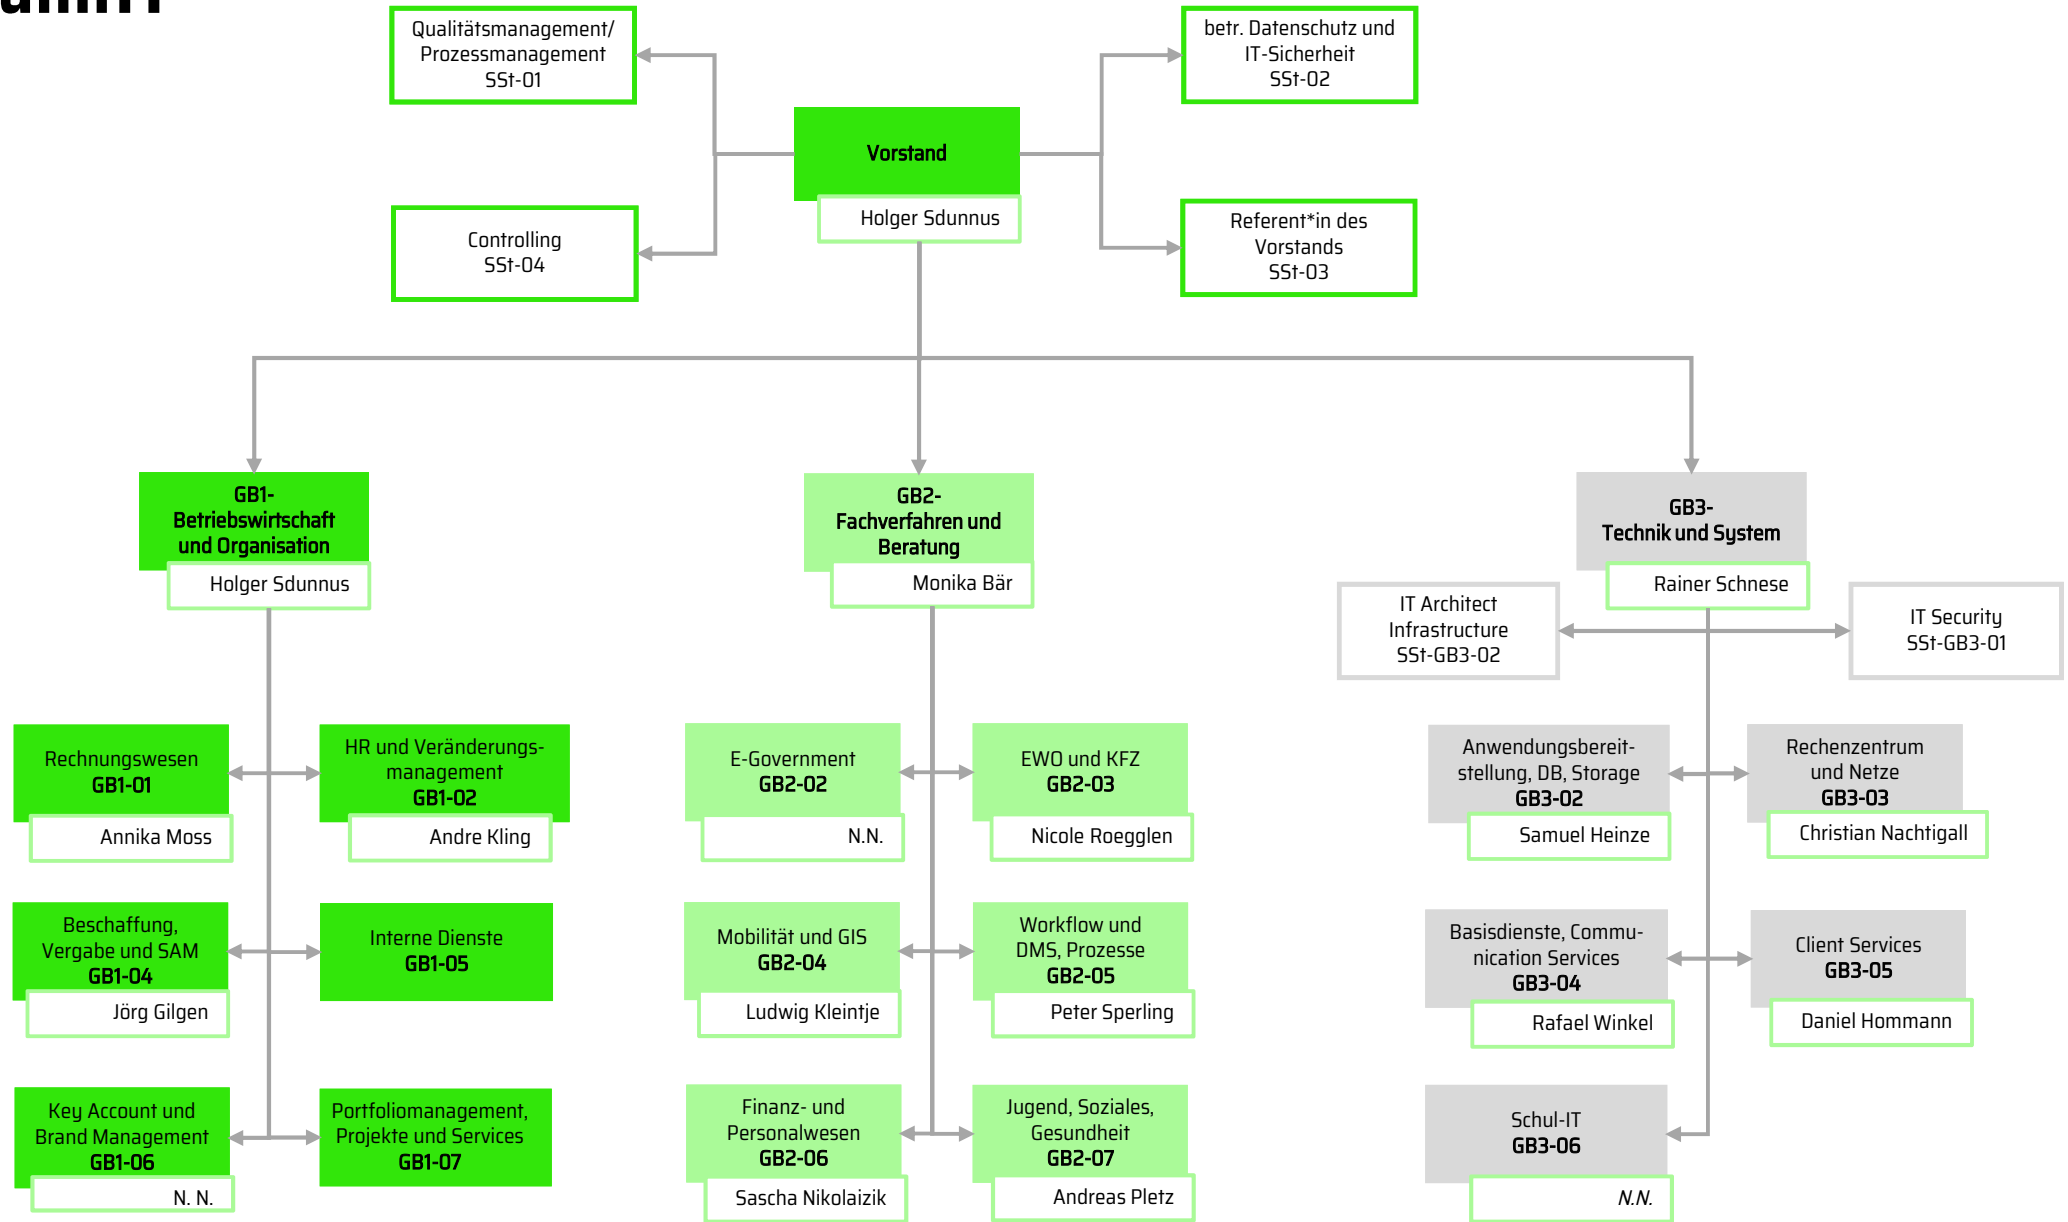 Qualitätsmanagement/
Prozessmanagement
SSt-01
betr. Datenschutz und
IT-Sicherheit
SSt-02
Vorstand
Holger Sdunnus
Controlling
SSt-04
Referent*in des
Vorstands
SSt-03
GB1-
Betriebswirtschaft
und Organisation
Holger Sdunnus
GB2-
Fachverfahren und
Beratung
Monika Bär
GB3-
Technik und System
Rainer Schnese
IT Architect
Infrastructure
SSt-GB3-02
IT Security
SSt-GB3-01
Rechnungswesen
GB1-01
Annika Moss
HR und Veränderungs-
management
GB1-02
Andre Kling
E-Government
GB2-02
N.N.
EWO und KFZ
GB2-03
Nicole Roegglen
Anwendungsbereit-
stellung, DB, Storage
GB3-02
Samuel Heinze
Rechenzentrum
und Netze
GB3-03
Christian Nachtigall
Beschaffung,
Vergabe und SAM
GB1-04
Jörg Gilgen
Interne Dienste
GB1-05
Mobilität und GIS
GB2-04
Ludwig Kleintje
Workflow und
DMS, Prozesse
GB2-05
Peter Sperling
Basisdienste, Commu-
nication Services
GB3-04
Rafael Winkel
Client Services
GB3-05
Daniel Hommann
Key Account und
Brand Management
GB1-06
N. N.
Portfoliomanagement,
Projekte und Services
GB1-07
Finanz- und
Personalwesen
GB2-06
Sascha Nikolaizik
Jugend, Soziales,
Gesundheit
GB2-07
Andreas Pletz
Schul-IT
GB3-06
N.N.